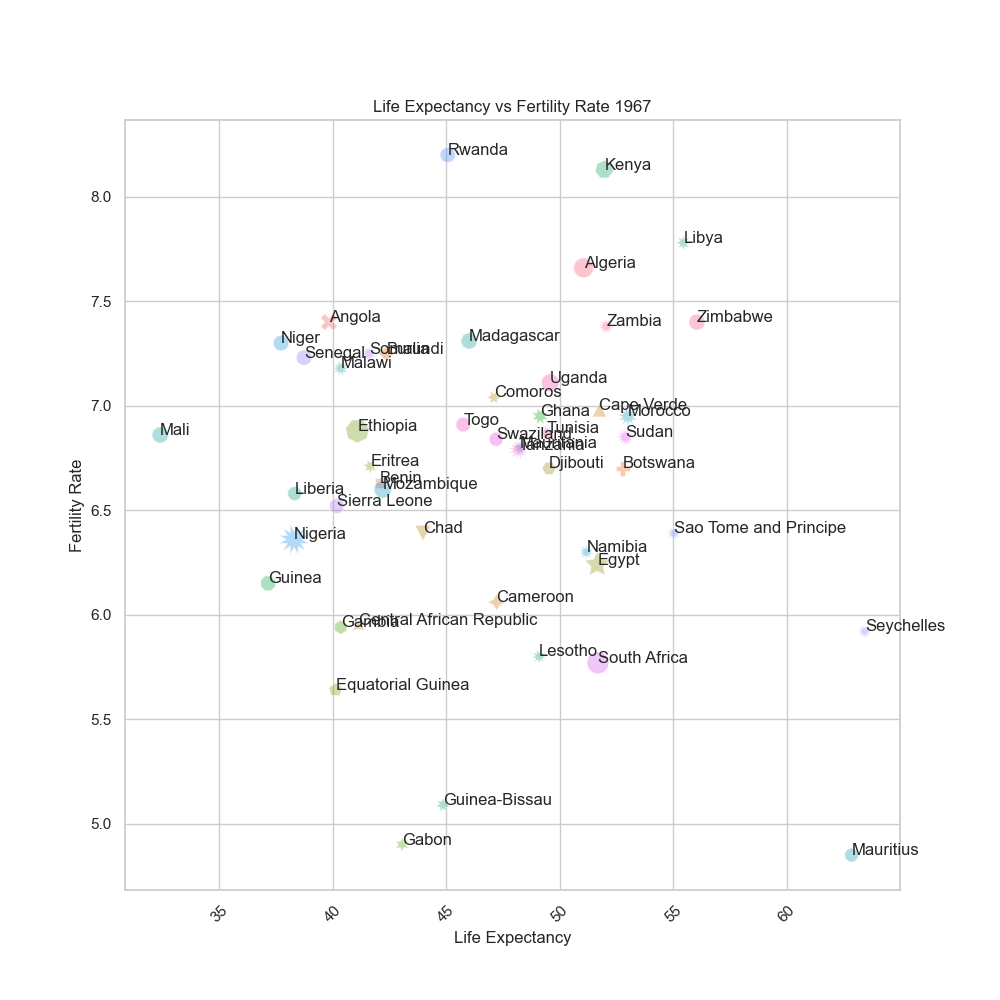 Life Expectancy vs Fertility Rate 1967
Rwanda
Kenya
8.0
Libya
Algeria
7.5
Angola
Zambia
Zimbabwe
Niger
Madagascar
Senegal
Somalia
Burundi
Malawi
Uganda
Comoros
7.0
Cape Verde
Ghana
Morocco
Togo
Ethiopia
Mali
Tunisia
Swaziland
Sudan
Mauritania
Tanzania
Eritrea
Djibouti
Botswana
Benin
Mozambique
Liberia
Sierra Leone
6.5
Nigeria
Chad
Sao Tome and Principe
Namibia
Egypt
Guinea
Cameroon
6.0
Gambia
Central African Republic
Seychelles
Lesotho
South Africa
Equatorial Guinea
5.5
Guinea-Bissau
5.0
Gabon
Mauritius
Fertility Rate
35
40
45
50
55
60
Life Expectancy